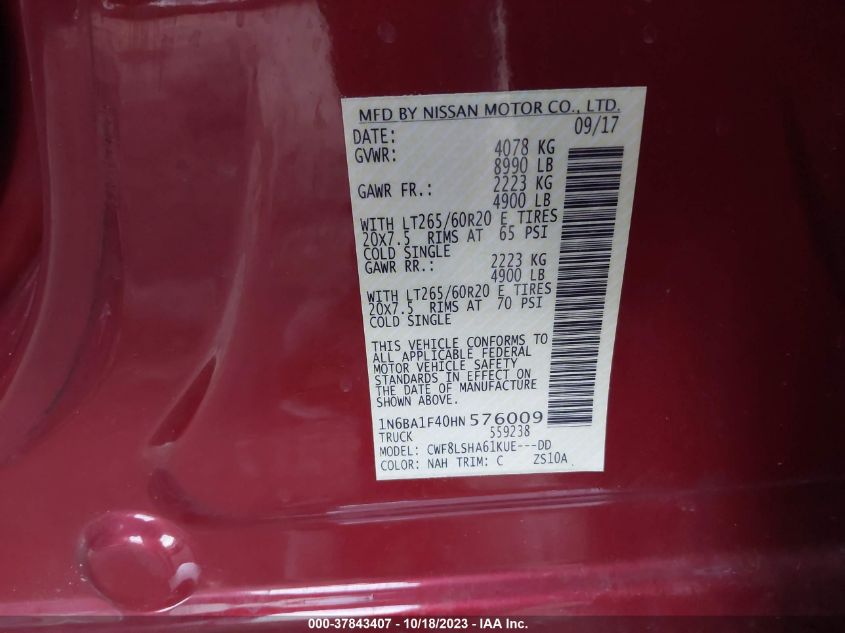 MFD BY NISSAN MOTOR CO., LTD.
DATE: 09/17
GVWR: 4078 KG
8990 LB
GAWR FR.: 2223 KG
4900 LB
WITH LT265/60R20 E TIRES
20X7.5 RIMS AT 65 PSI
COLD SINGLE
GAWR RR.: 2223 KG
4900 LB
WITH LT265/60R20 E TIRES
20X7.5 RIMS AT 70 PSI
COLD SINGLE
THIS VEHICLE CONFORMS TO
ALL APPLICABLE FEDERAL
MOTOR VEHICLE SAFETY
STANDARDS IN EFFECT ON
THE DATE OF MANUFACTURE
SHOWN ABOVE.
1N6BA1F40HN576009
TRUCK 559238
MODEL: CWF8LSHA61KUE---DD
COLOR: NAH TRIM: C ZS10A
000-37843407 - 10/18/2023 - IAA Inc.